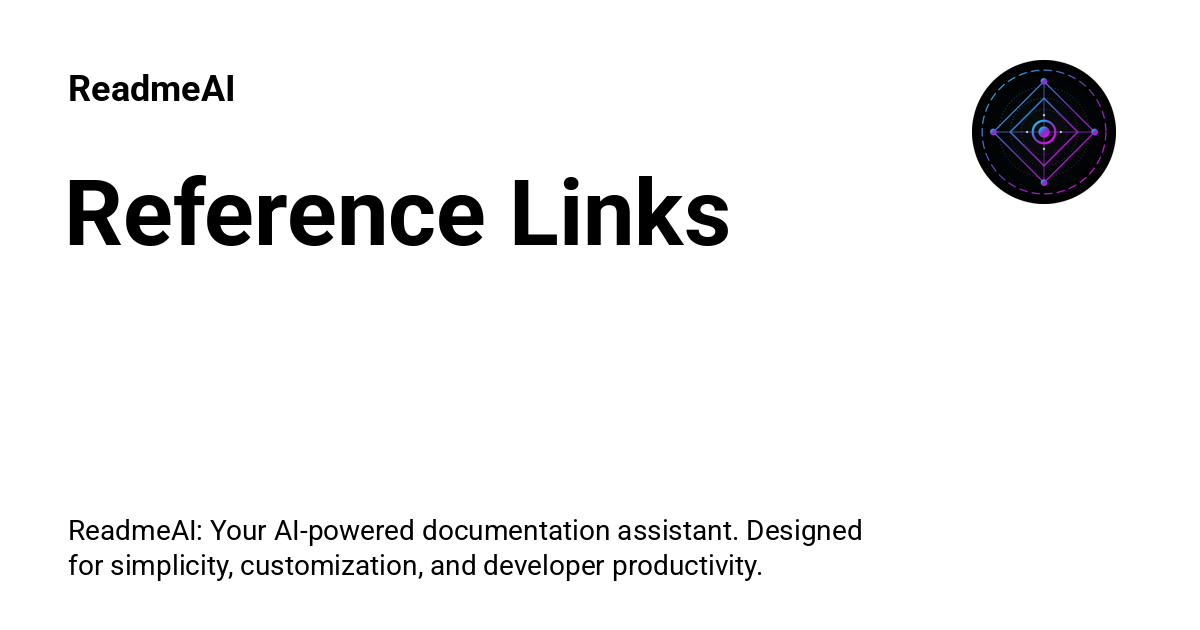 ReadmeAI
Reference Links
ReadmeAI: Your AI-powered documentation assistant. Designed
for simplicity, customization, and developer productivity.